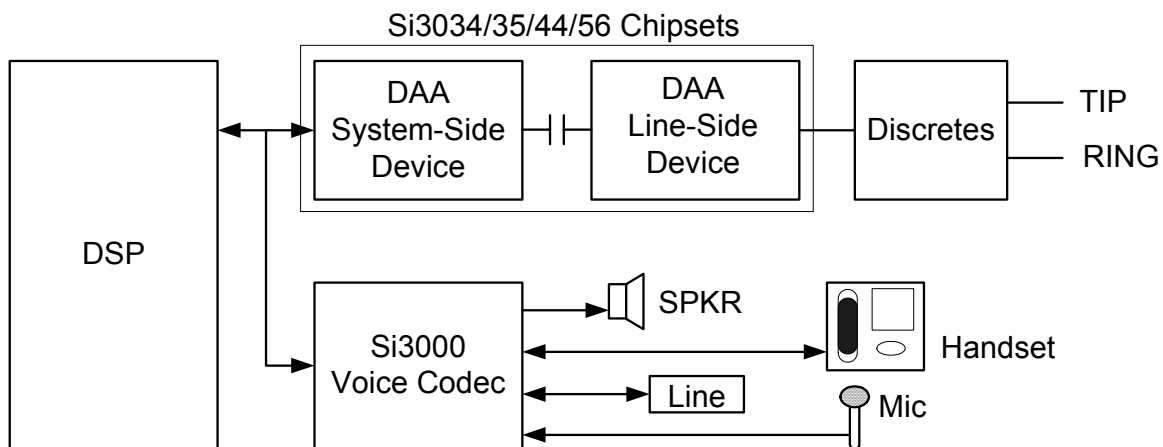 Si3034/35/44/56 Chipsets
DSP
DAA
System-Side
Device
DAA
Line-Side
Device
Discretes
TIP
RING
Si3000
Voice Codec
SPKR
Handset
Line
Mic